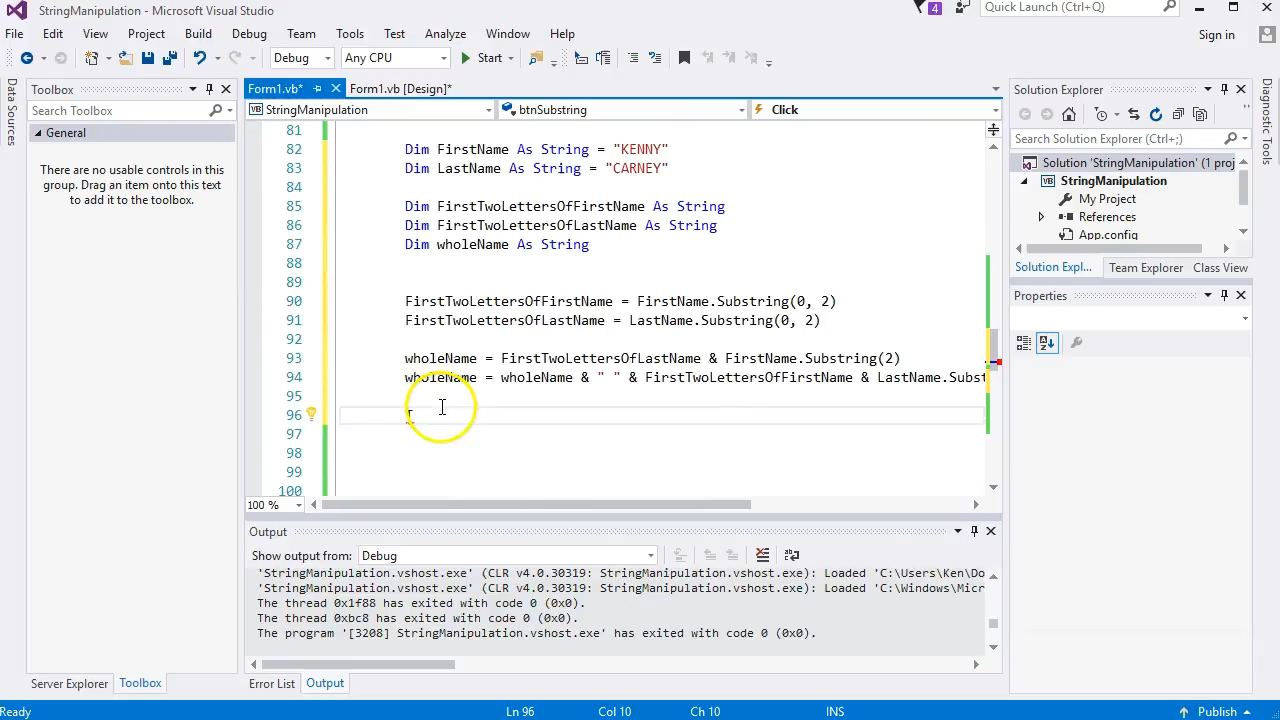 StringManipulation - Microsoft Visual Studio
4
Quick Launch (Ctrl+Q)
File Edit View Project Build Debug Team Tools Test Analyze Window Help
Sign in
Debug Any CPU Start
Data Sources
Toolbox
Search Toolbox
General
There are no usable controls in this
group. Drag an item onto this text
to add it to the toolbox.
Server Explorer Toolbox
Form1.vb* Form1.vb [Design]*
StringManipulation btnSubstring Click
81
82 Dim FirstName As String = "KENNY"
83 Dim LastName As String = "CARNEY"
84
85 Dim FirstTwoLettersOfFirstName As String
86 Dim FirstTwoLettersOfLastName As String
87 Dim wholeName As String
88
89
90 FirstTwoLettersOfFirstName = FirstName.Substring(0, 2)
91 FirstTwoLettersOfLastName = LastName.Substring(0, 2)
92
93 wholeName = FirstTwoLettersOfLastName & FirstName.Substring(2)
94 wholeName = wholeName & " " & FirstTwoLettersOfFirstName & LastName.Subst
95
96
97
98
99
100
100 %
Output
Show output from: Debug
'StringManipulation.vshost.exe' (CLR v4.0.30319: StringManipulation.vshost.exe): Loaded 'C:\Users\Ken\Do
'StringManipulation.vshost.exe' (CLR v4.0.30319: StringManipulation.vshost.exe): Loaded 'C:\Windows\Micr
The thread 0x1f88 has exited with code 0 (0x0).
The thread 0xbc8 has exited with code 0 (0x0).
The program '[3208] StringManipulation.vshost.exe' has exited with code 0 (0x0).
Error List Output
Solution Explorer
Search Solution Explorer (Ctrl+;)
Solution 'StringManipulation' (1 proj
StringManipulation
My Project
References
App.config
Solution Expl... Team Explorer Class View
Properties
Diagnostic Tools
Ready Ln 96 Col 10 Ch 10 INS Publish